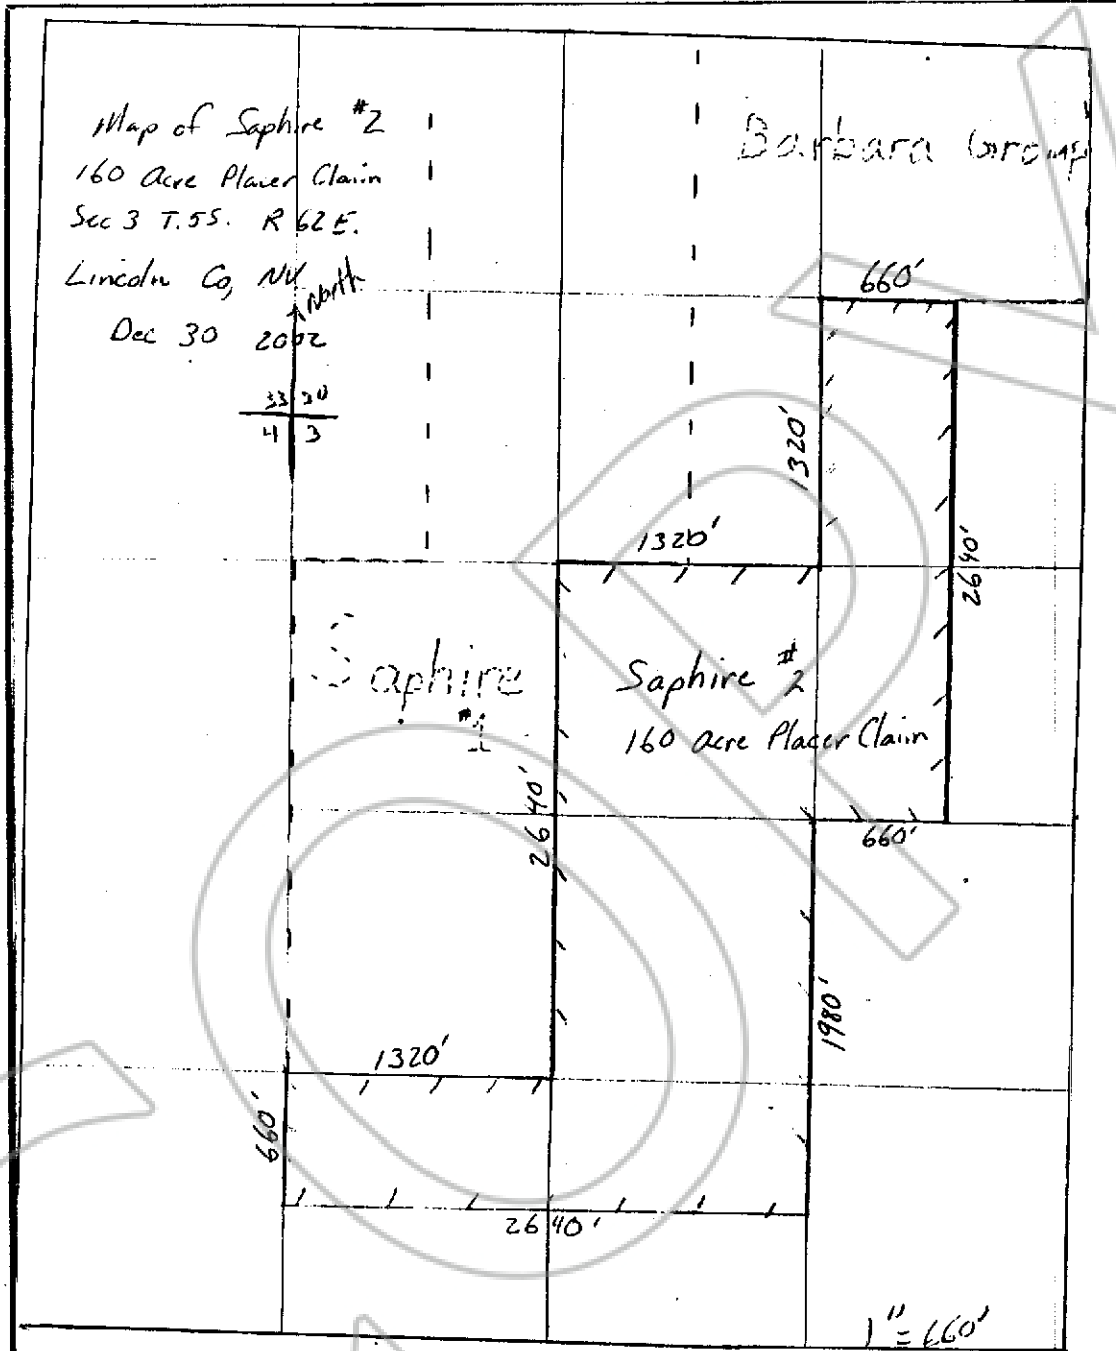 Map of Saphire #2
160 Acre Placer Claim
Sec 3 T.5S. R 62E.
Lincoln Co, NV
North
Dec 30 2002
33
4 3
Barbara Group
660'
1320'
1320'
2640'
Saphire
#1
Saphire #2
160 acre Placer Claim
2640'
660'
1980'
1320'
660'
2640'
1" = 660'